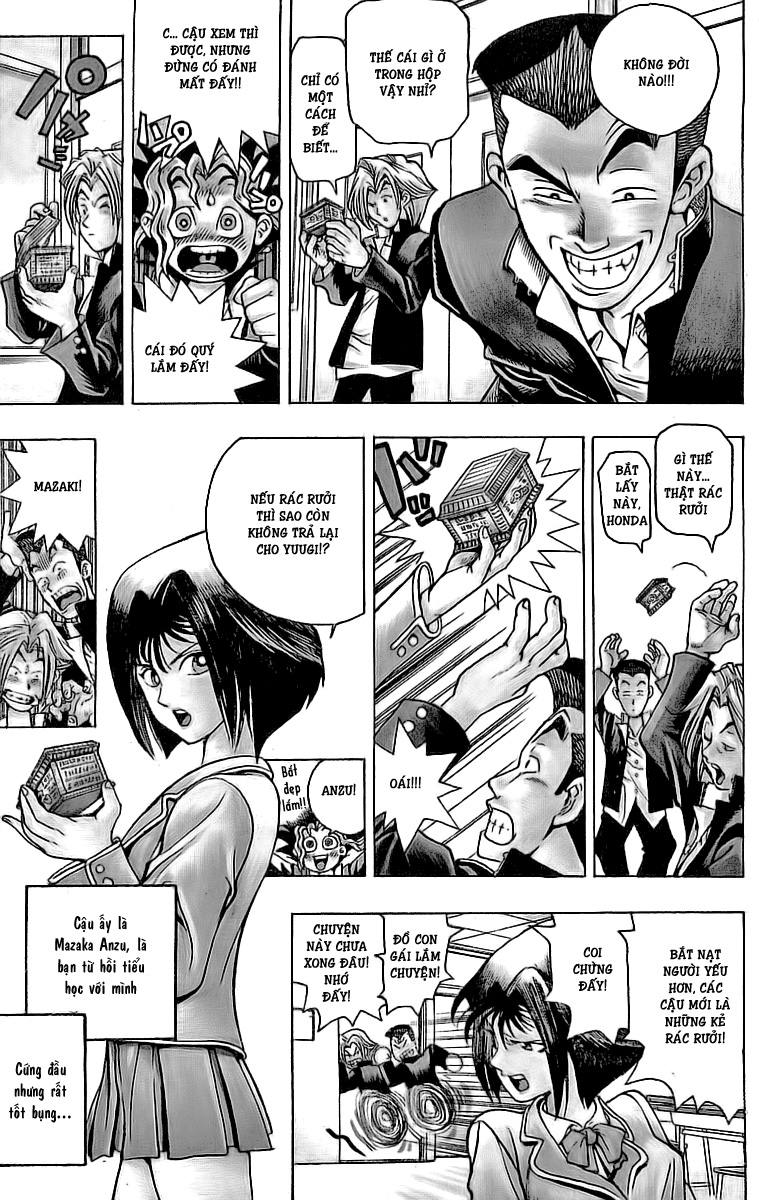 KHÔNG ĐỜI
NÀO!!!
THẾ CÁI GÌ Ở
TRONG HỘP
VẬY NHỈ?
CHỈ CÓ
MỘT
CÁCH
ĐỂ
BIẾT...
C... CẬU XEM THÌ
ĐƯỢC, NHƯNG
ĐỪNG CÓ ĐÁNH
MẤT ĐẤY!!
CÁI ĐÓ QUÝ
LẮM ĐẤY!
GÌ THẾ
NÀY...
THẬT RÁC
RƯỞI
BẮT
LẤY
NÀY,
HONDA
OÁI!!!
NẾU RÁC RƯỞI
THÌ SAO CÒN
KHÔNG TRẢ LẠI
CHO YUUGI!?
MAZAKI!
ANZU!
Bắt
đẹp
lắm!!
Cậu ấy là
Mazaka Anzu, là
bạn từ hồi tiểu
học với mình
Cứng đầu
nhưng rất
tốt bụng...
BẮT NẠT
NGƯỜI YẾU
HƠN, CÁC
CẬU MỚI LÀ
NHỮNG KẺ
RÁC RƯỞI!
COI
CHỪNG
ĐẤY!
ĐỒ CON
GÁI LẮM
CHUYỆN!
CHUYỆN
NÀY CHƯA
XONG ĐÂU!
NHỚ
ĐẤY!